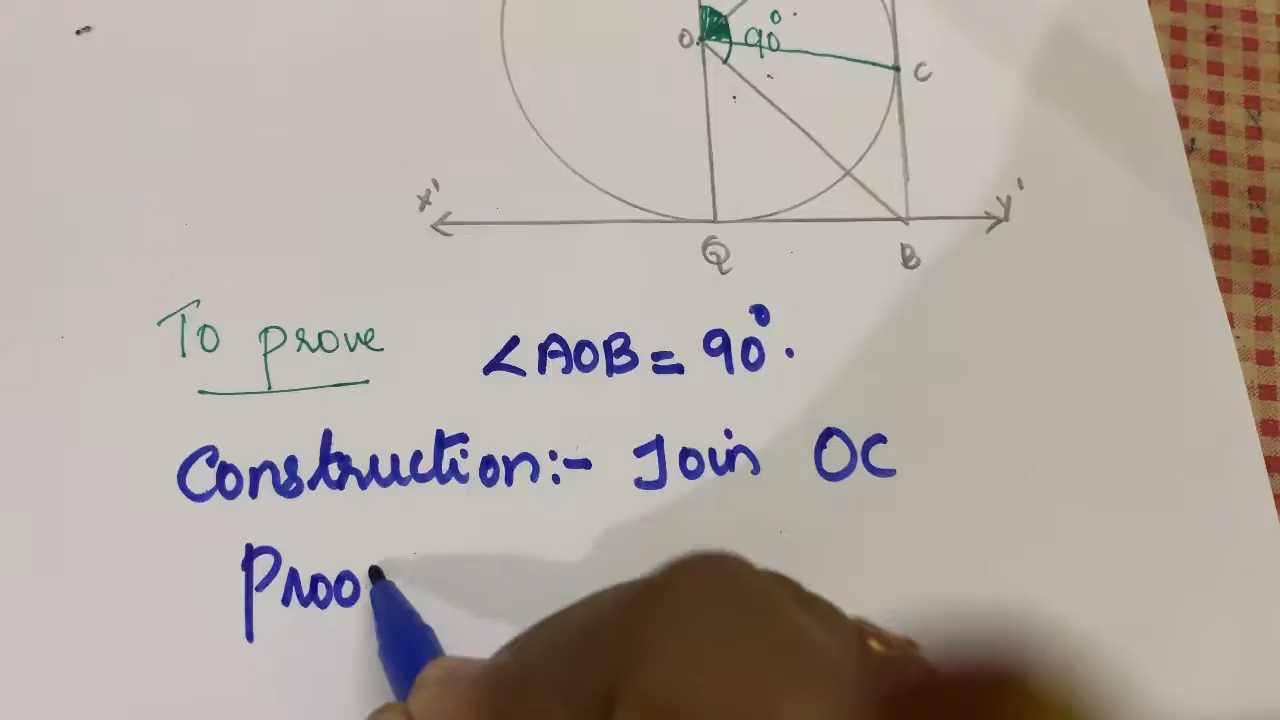 O 90°
C
X' Y'
Q B
To prove ∠AOB = 90°.
Construction:- Join OC
Proo